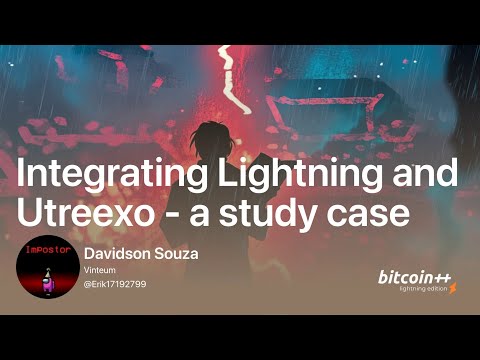 Integrating Lightning and
Utreexo - a study case
Impostor
Davidson Souza
Vinteum
@Erik17192799
bitcoin++
lightning edition